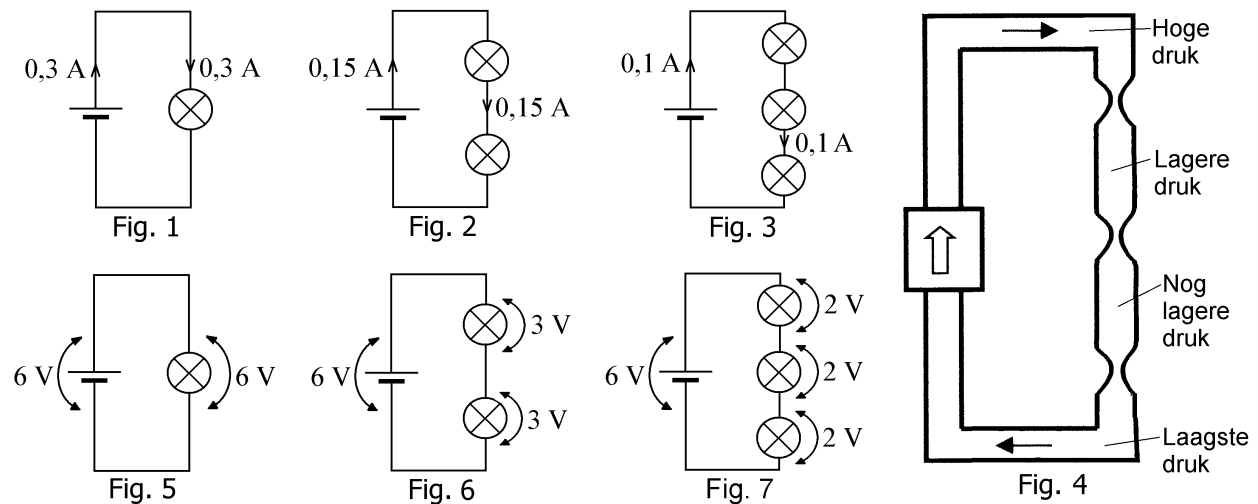 0,3 A
0,3 A
Fig. 1
0,15 A
0,15 A
Fig. 2
0,1 A
0,1 A
Fig. 3
Hoge
druk
Lagere
druk
Nog
lagere
druk
Laagste
druk
Fig. 4
6 V
6 V
Fig. 5
6 V
3 V
3 V
Fig. 6
6 V
2 V
2 V
2 V
Fig. 7